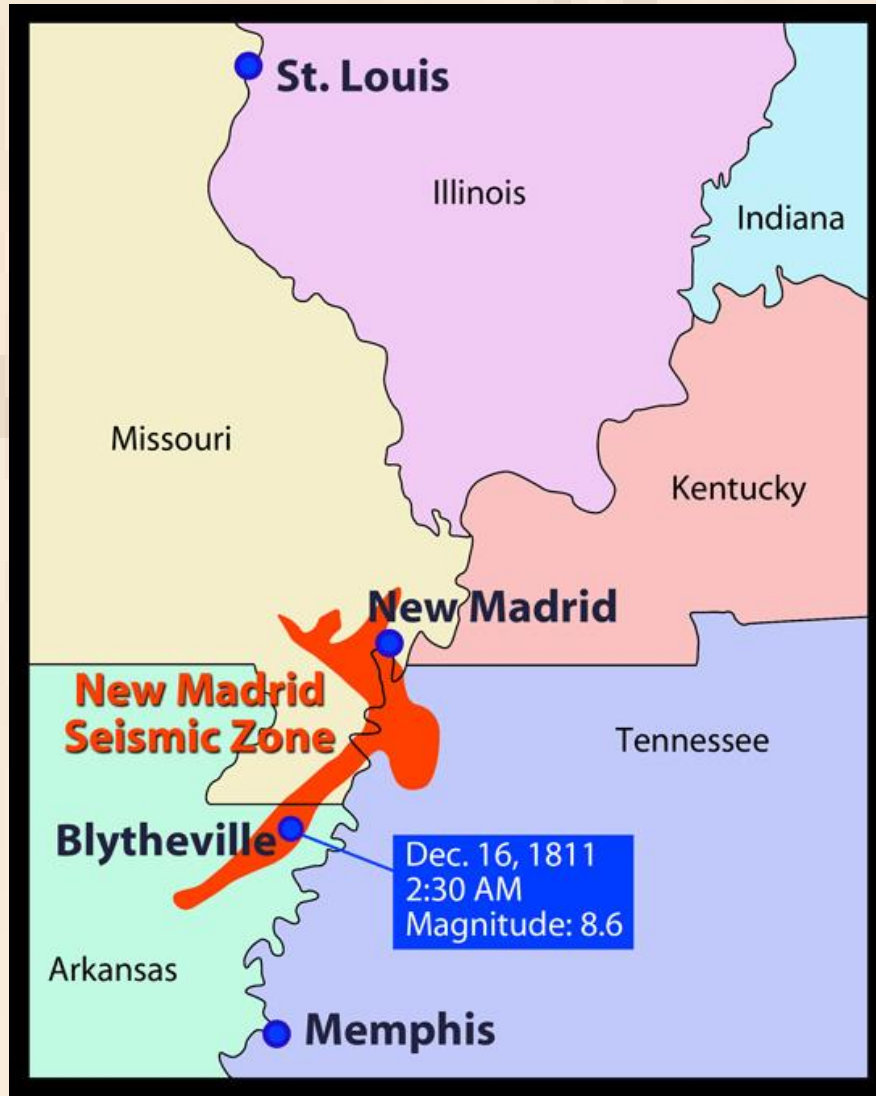 St. Louis
Illinois
Indiana
Missouri
Kentucky
New Madrid
New Madrid
Seismic Zone
Tennessee
Blytheville
Dec. 16, 1811
2:30 AM
Magnitude: 8.6
Arkansas
Memphis